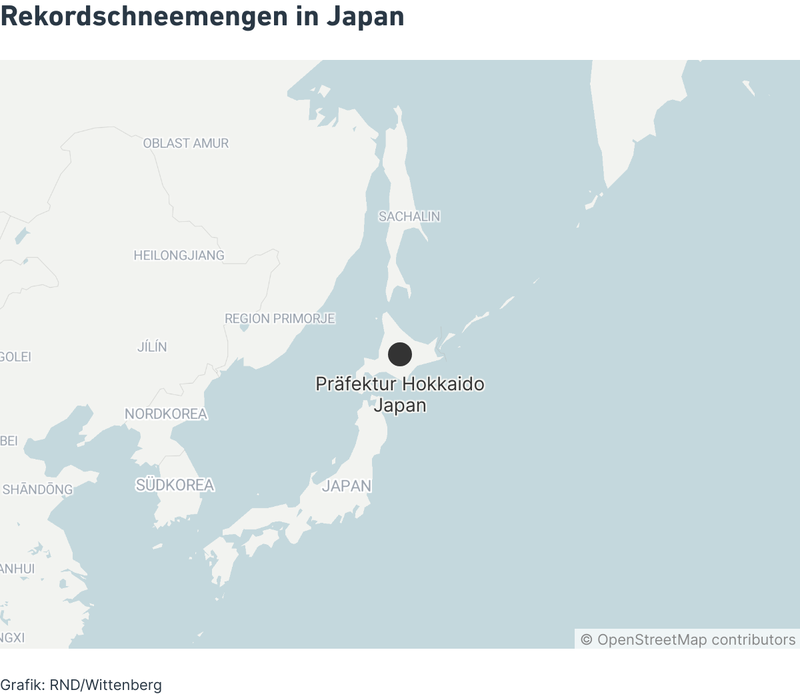 Rekordschneemengen in Japan
OBLAST AMUR
SACHALIN
HEILONGJIANG
REGION PRIMORJE
JÍLÍN
GOLEI
Präfektur Hokkaido
Japan
NORDKOREA
BEI
SÜDKOREA
JAPAN
SHĀNDŌNG
ANHUI
NGXI
© OpenStreetMap contributors
Grafik: RND/Wittenberg